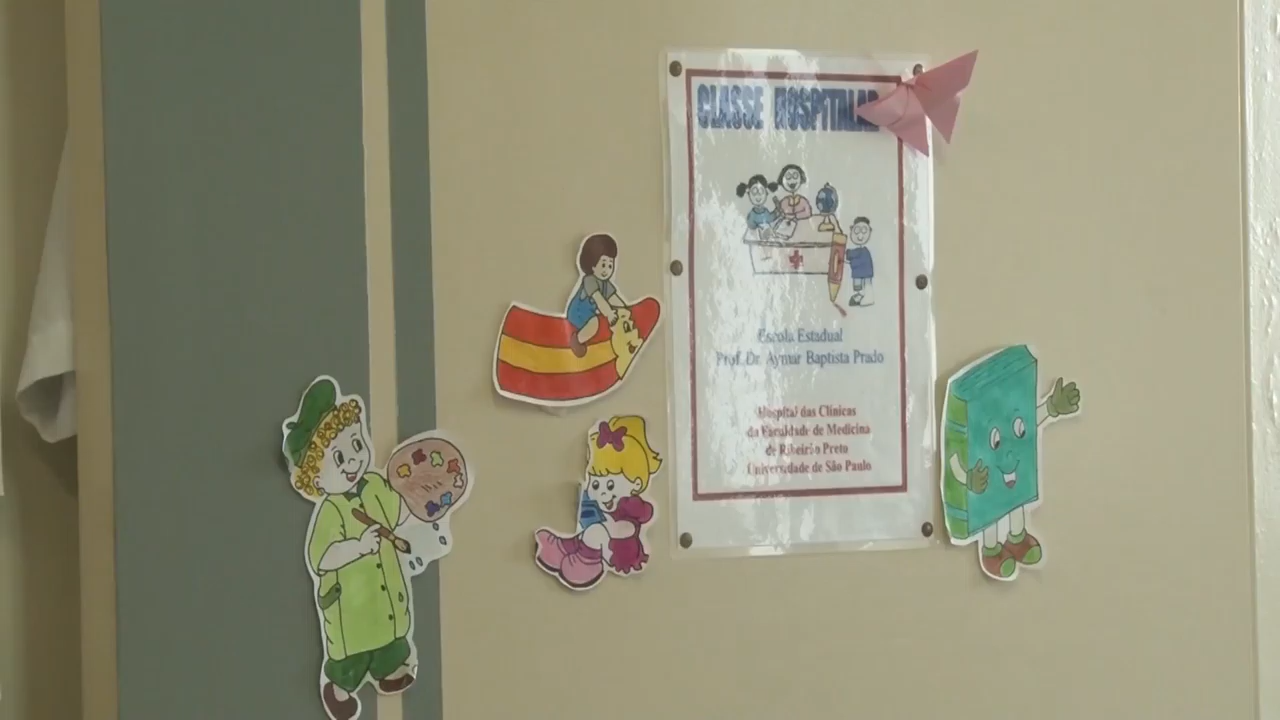 CLASSE HOSPITALAR
Escola Estadual
Prof. Dr. Aymar Baptista Prado
Hospital das Clínicas
da Faculdade de Medicina
de Ribeirão Preto
Universidade de São Paulo